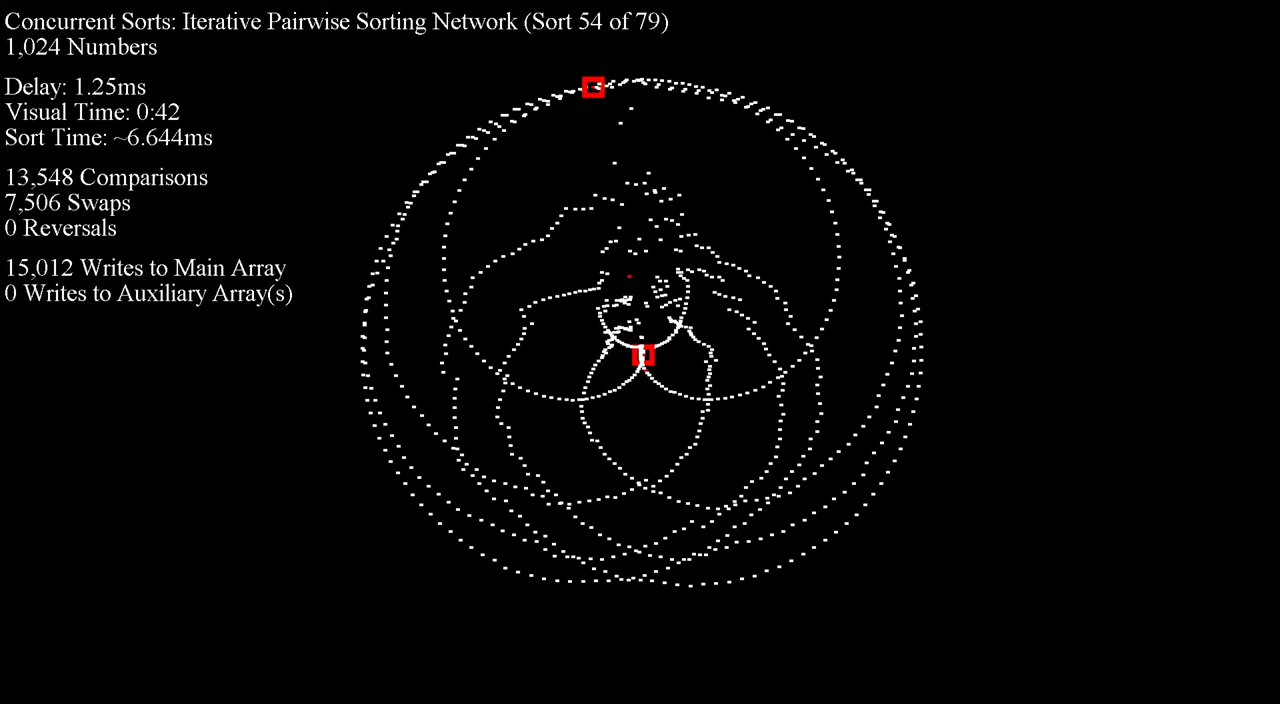 Concurrent Sorts: Iterative Pairwise Sorting Network (Sort 54 of 79)
1,024 Numbers
Delay: 1.25ms
Visual Time: 0:42
Sort Time: ~6.644ms
13,548 Comparisons
7,506 Swaps
0 Reversals
15,012 Writes to Main Array
0 Writes to Auxiliary Array(s)